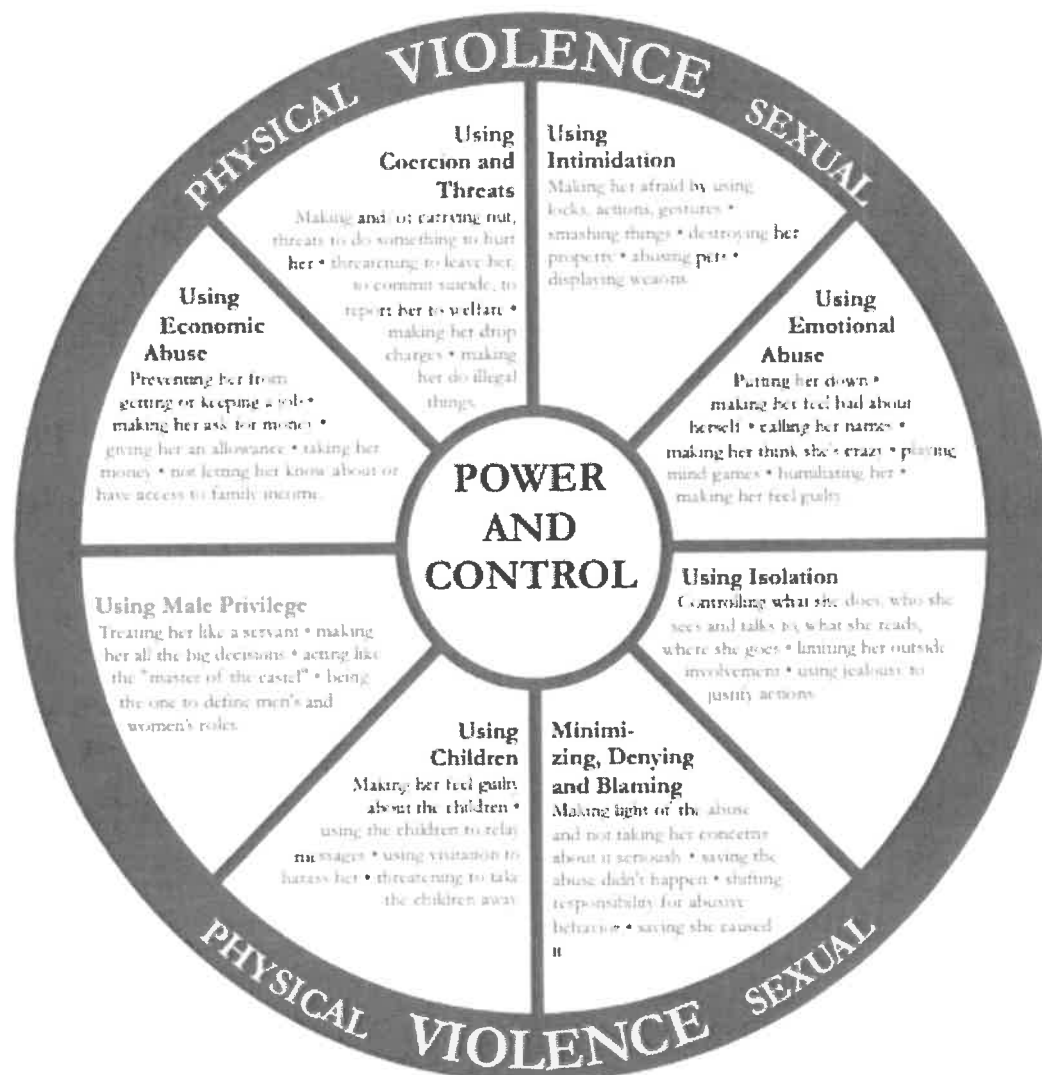 PHYSICAL VIOLENCE SEXUAL
Using
Coercion and
Threats
Making and/or carrying out,
threats to do something to hurt
her • threatening to leave her,
to commit suicide, to
report her to welfare •
making her drop
charges • making
her do illegal
things.
Using
Intimidation
Making her afraid by using
looks, actions, gestures •
smashing things • destroying her
property • abusing pets •
displaying weaons.
Using
Emotional
Abuse
Putting her down •
making her feel bad about
herself • calling her names •
making her think she's crazy • playing
mind games • humilating her •
making her feel guilty.
Using Isolation
Controlling what she does, who she
sees and talks to, what she reads,
where she goes • limiting her outside
involvement • using jealousy to
justify actions.
Minimi-
zing, Denying
and Blaming
Making light of the abuse
and not taking her concerns
about it seriously • saying the
abuse didn't happen • shifting
responsibility for abusive
behavior • saying she caused
it
Using
Children
Making her feel guilty
about the children •
using the children to relay
messages • using visitation to
harass her • threatening to take
the children away.
Using Male Privilege
Treating her like a servant • making
her all the big decisions • acting like
the "master of the castel" • being
the one to define men's and
women's roles.
Using
Economic
Abuse
Preventing her from
getting or keeping a job •
making her ask for money •
giving her an allowance • taking her
money • not letting her know about or
have access to family income.
POWER
AND
CONTROL
PHYSICAL VIOLENCE SEXUAL